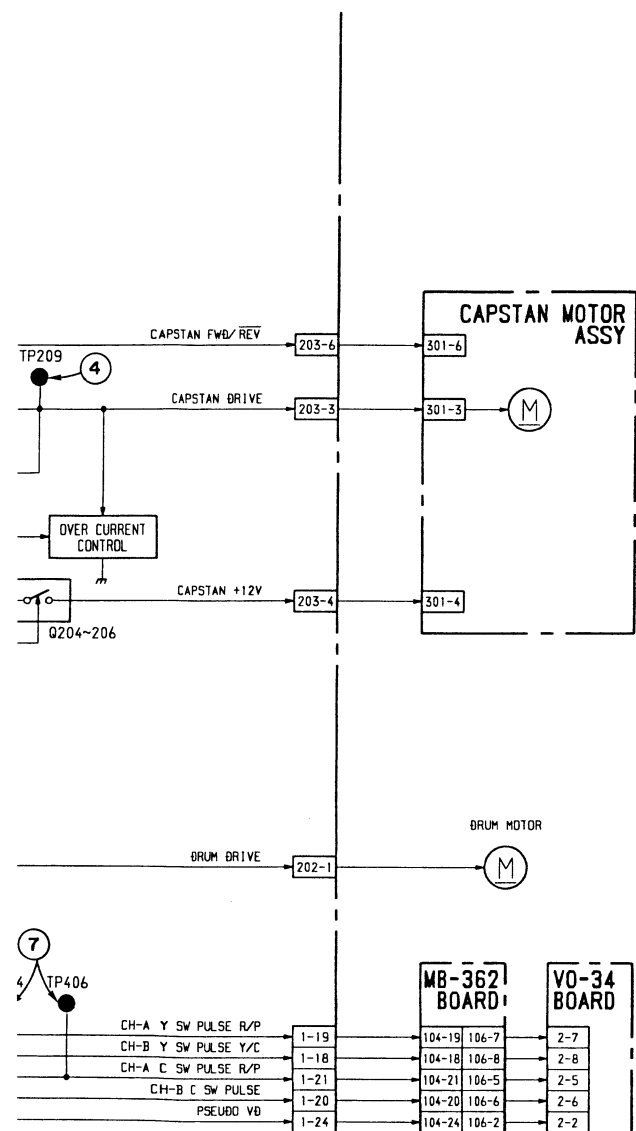 CAPSTAN MOTOR
ASSY
CAPSTAN FWD/REV
203-6
301-6
TP209
4
CAPSTAN DRIVE
203-3
301-3
M
OVER CURRENT
CONTROL
CAPSTAN +12V
203-4
301-4
Q204~206
DRUM MOTOR
DRUM DRIVE
202-1
M
7
4
TP406
MB-362
BOARD
VO-34
BOARD
CH-A Y SW PULSE R/P
1-19
104-19
106-7
2-7
CH-B Y SW PULSE Y/C
1-18
104-18
106-8
2-8
CH-A C SW PULSE R/P
1-21
104-21
106-5
2-5
CH-B C SW PULSE
1-20
104-20
106-6
2-6
PSEUDO VD
1-24
104-24
106-2
2-2